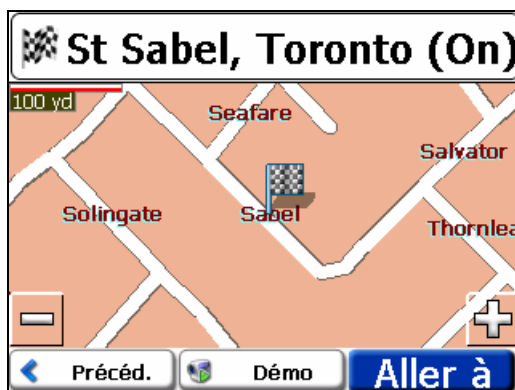 St Sabel, Toronto (On)
100 yd
Seafare
Salvator
Solingate
Sabel
Thornlea
Précéd.
Démo
Aller à